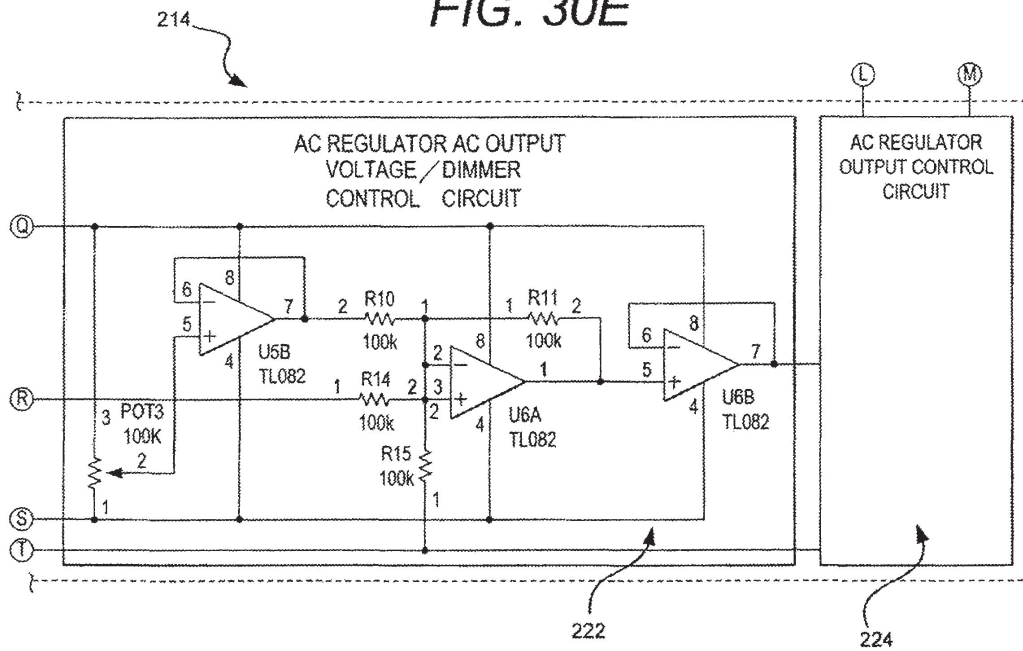 FIG. 30E
214
L M
AC REGULATOR AC OUTPUT
VOLTAGE/DIMMER
CONTROL CIRCUIT
AC REGULATOR
OUTPUT CONTROL
CIRCUIT
Q
8
6
5
7
4
U5B
TL082
2 R10 1
100k
1 R11 2
100k
8
2
3
2
1
4
U6A
TL082
8
6
5
7
4
U6B
TL082
R
1 R14 2
100k
3 POT3
100K
2
1
R15
100k
1
S
T
222
224